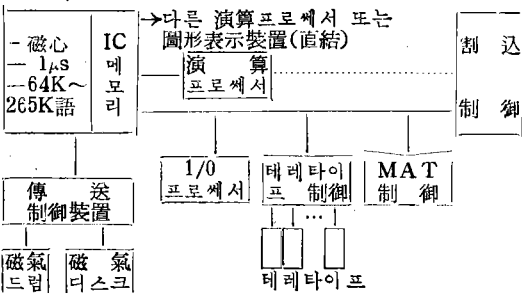 →다른 演算프로쎄서 또는
圖形表示裝置(直結)
- 磁心
— 1μs
—64K~
265K語
IC
메
모
리
演 算
프로쎄서
割 込
制 御
傳 送
制御裝置
1/0
프로쎄서
테레타이
프 制御
MAT
制 御
磁氣
드럼
磁 氣
디스크
…
테레타이프